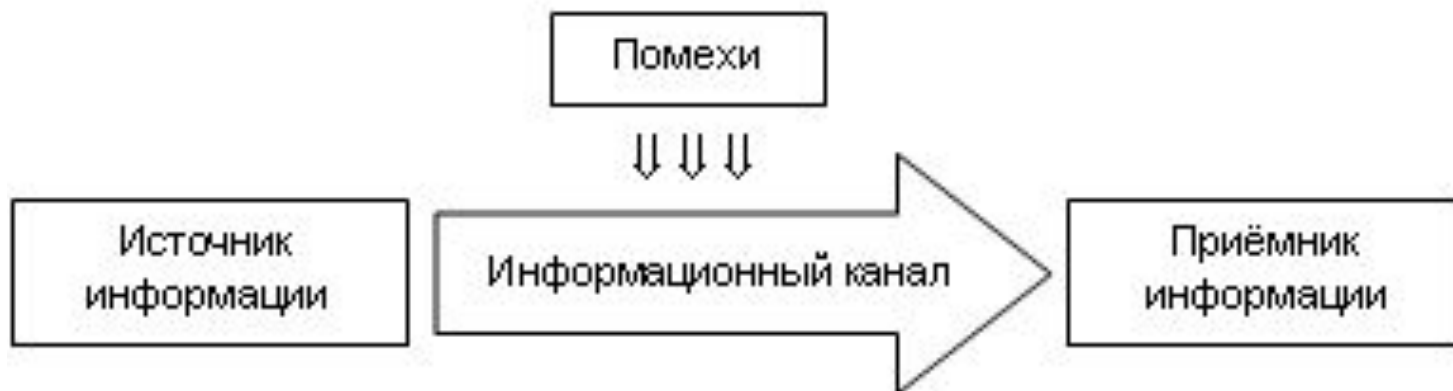 Помехи
Источник
информации
Информационный канал
Приёмник
информации